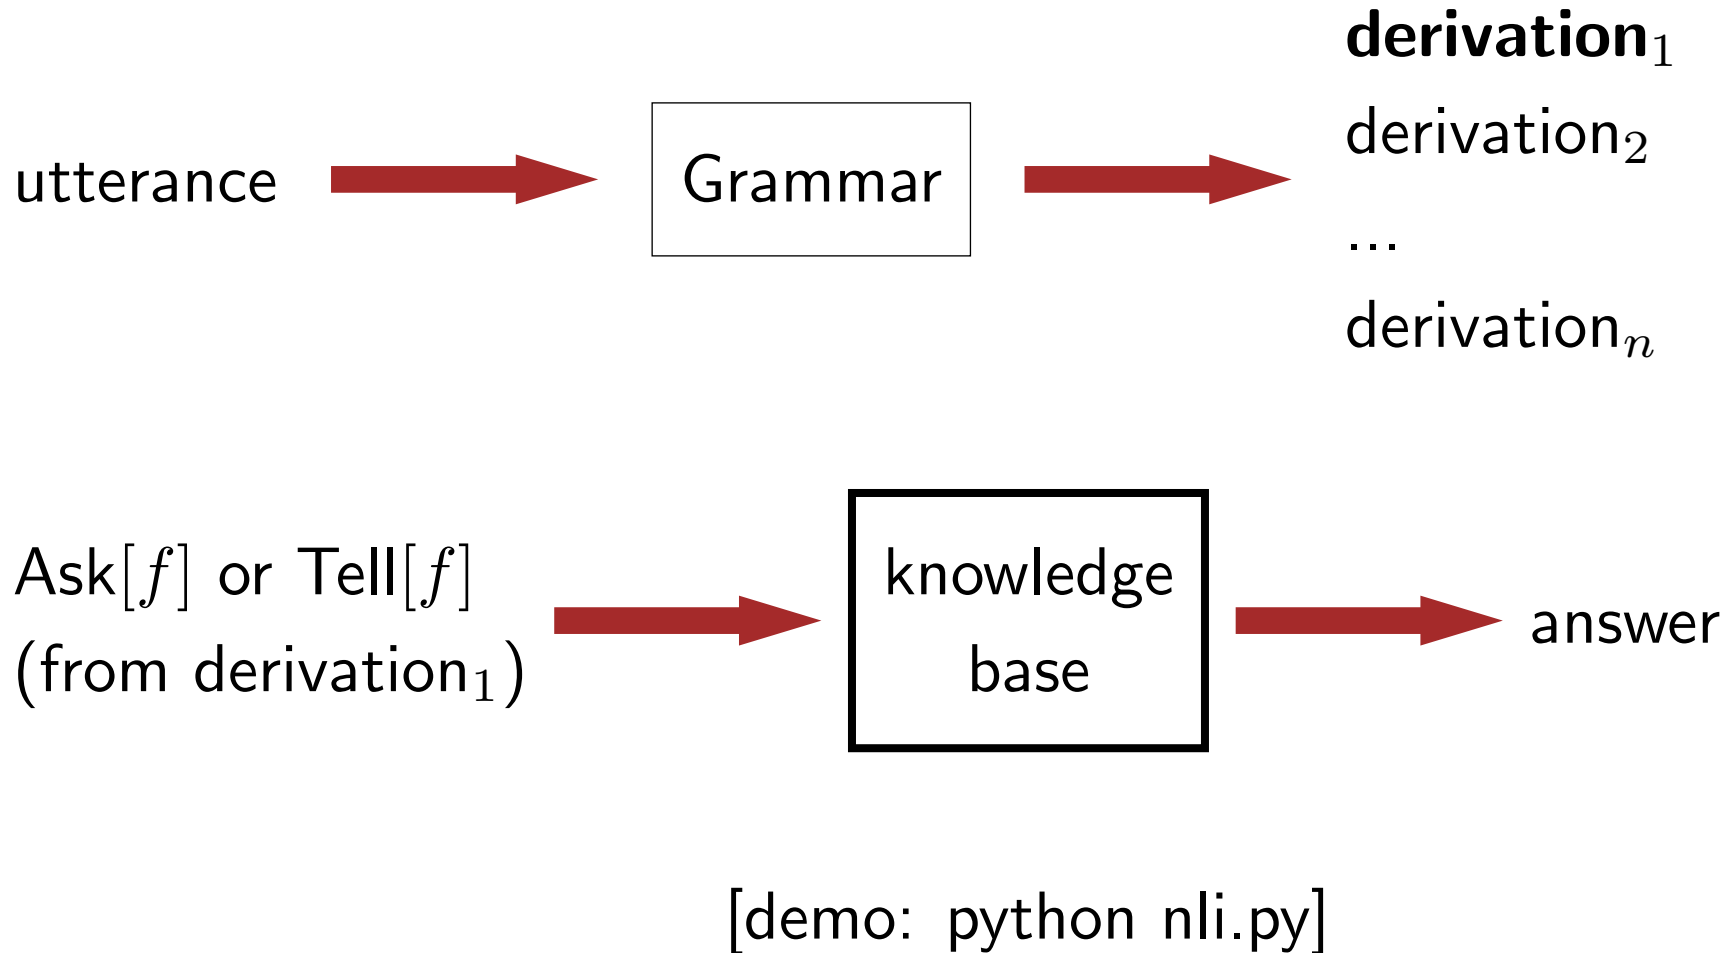 utterance
Grammar
derivation₁
derivation₂
...
derivationₙ
Ask[f] or Tell[f]
(from derivation₁)
knowledge
base
answer
[demo: python nli.py]